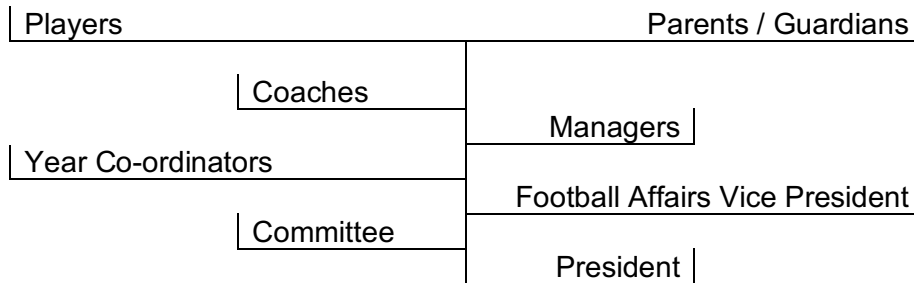 Players Parents / Guardians
Coaches
Managers
Year Co-ordinators
Football Affairs Vice President
Committee
President